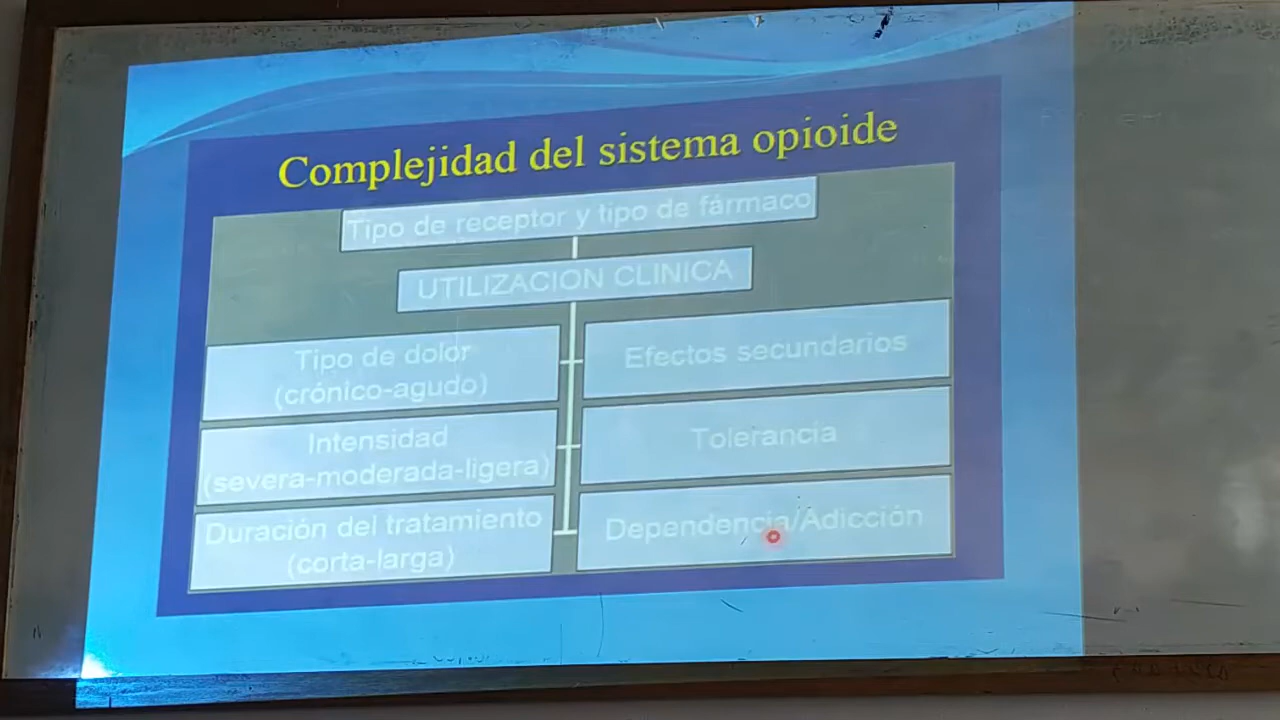 Complejidad del sistema opioide
Tipo de receptor y tipo de fármaco
UTILIZACION CLINICA
Tipo de dolor
(crónico-agudo)
Efectos secundarios
Intensidad
(severa-moderada-ligera)
Tolerancia
Duración del tratamiento
(corta-larga)
Dependencia/Adicción